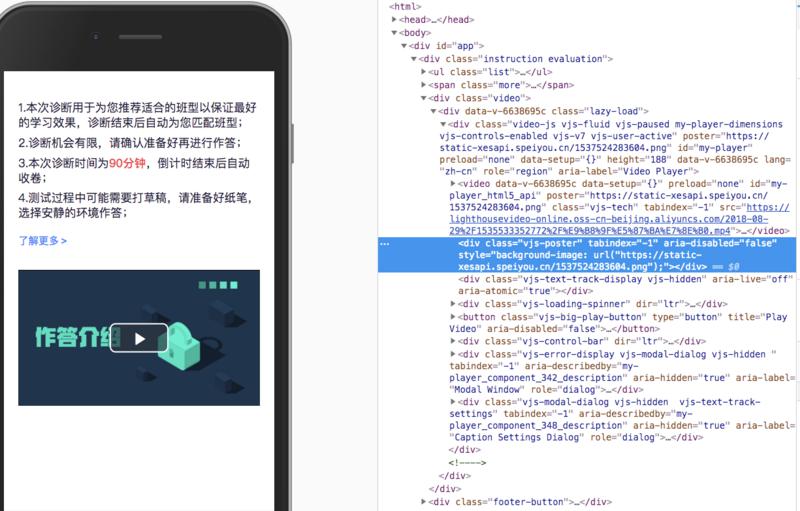 1.本次诊断用于为您推荐适合的班型以保证最好
的学习效果，诊断结束后自动为您匹配班型；
2.诊断机会有限，请确认准备好再进行作答；
3.本次诊断时间为90分钟，倒计时结束后自动
收卷；
4.测试过程中可能需要打草稿，请准备好纸笔，
选择安静的环境作答；
了解更多 >
作答介绍
<html>
<head>…</head>
<body>
<div id="app">
<div class="instruction evaluation">
<ul class="list">…</ul>
<span class="more">…</span>
<div class="video">
<div data-v-6638695c class="lazy-load">
<div class="video-js vjs-fluid vjs-paused my-player-dimensions
vjs-controls-enabled vjs-v7 vjs-user-active" poster="https://
static-xesapi.speiyou.cn/1537524283604.png" id="my-player"
preload="none" data-setup="{}" height="188" data-v-6638695c lang=
"zh-cn" role="region" aria-label="Video Player">
<video data-v-6638695c data-setup="{}" preload="none" id="my-
player_html5_api" poster="https://static-xesapi.speiyou.cn/
1537524283604.png" class="vjs-tech" tabindex="-1" src="https://
lighthousevideo-online.oss-cn-beijing.aliyuncs.com/2018-08-
29%2F1535533352772%2F%E9%B8%9F%E5%87%BA%E7%8E%B0.mp4">…</video>
<div class="vjs-poster" tabindex="-1" aria-disabled="false"
style="background-image: url("https://static-
xesapi.speiyou.cn/1537524283604.png");"></div> == $0
<div class="vjs-text-track-display vjs-hidden" aria-live="off"
aria-atomic="true"></div>
<div class="vjs-loading-spinner" dir="ltr">…</div>
<button class="vjs-big-play-button" type="button" title="Play
Video" aria-disabled="false">…</button>
<div class="vjs-control-bar" dir="ltr">…</div>
<div class="vjs-error-display vjs-modal-dialog vjs-hidden "
tabindex="-1" aria-describedby="my-
player_component_342_description" aria-hidden="true" aria-label=
"Modal Window" role="dialog">…</div>
<div class="vjs-modal-dialog vjs-hidden  vjs-text-track-
settings" tabindex="-1" aria-describedby="my-
player_component_348_description" aria-hidden="true" aria-label=
"Caption Settings Dialog" role="dialog">…</div>
</div>
<!---->
</div>
</div>
<div class="footer-button">…</div>